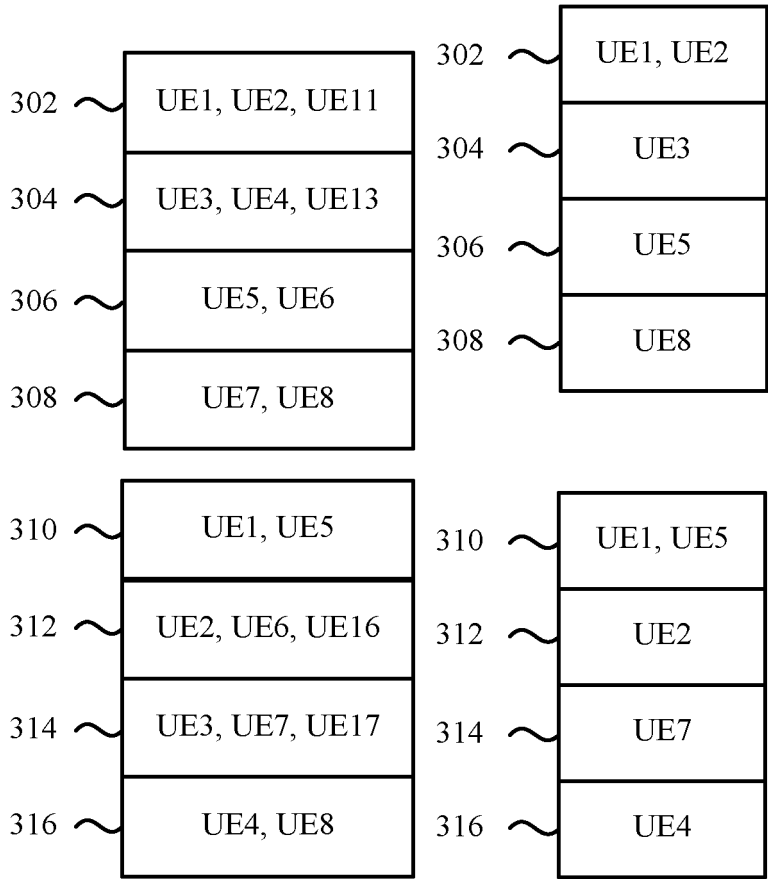 302 UE1, UE2, UE11
304 UE3, UE4, UE13
306 UE5, UE6
308 UE7, UE8
302 UE1, UE2
304 UE3
306 UE5
308 UE8
310 UE1, UE5
312 UE2, UE6, UE16
314 UE3, UE7, UE17
316 UE4, UE8
310 UE1, UE5
312 UE2
314 UE7
316 UE4